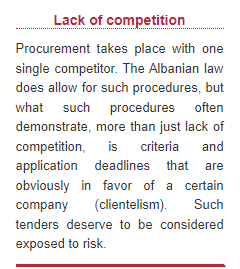 Lack of competition
Procurement takes place with one
single competitor. The Albanian law
does allow for such procedures, but
what such procedures often
demonstrate, more than just lack of
competition, is criteria and
application deadlines that are
obviously in favor of a certain
company (clientelism). Such
tenders deserve to be considered
exposed to risk.